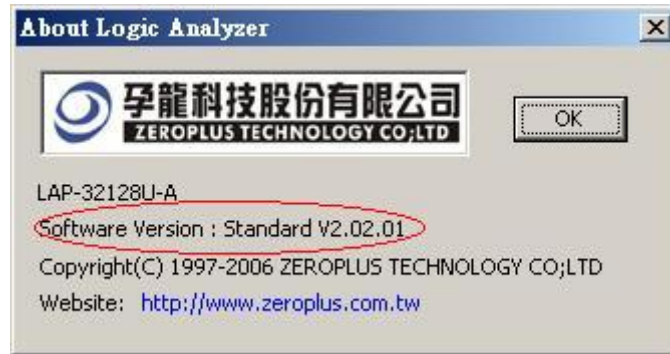 About Logic Analyzer
孕龍科技股份有限公司
ZEROPLUS TECHNOLOGY CO;LTD
OK
LAP-32128U-A
Software Version : Standard V2.02.01
Copyright(C) 1997-2006 ZEROPLUS TECHNOLOGY CO;LTD
Website: http://www.zeroplus.com.tw